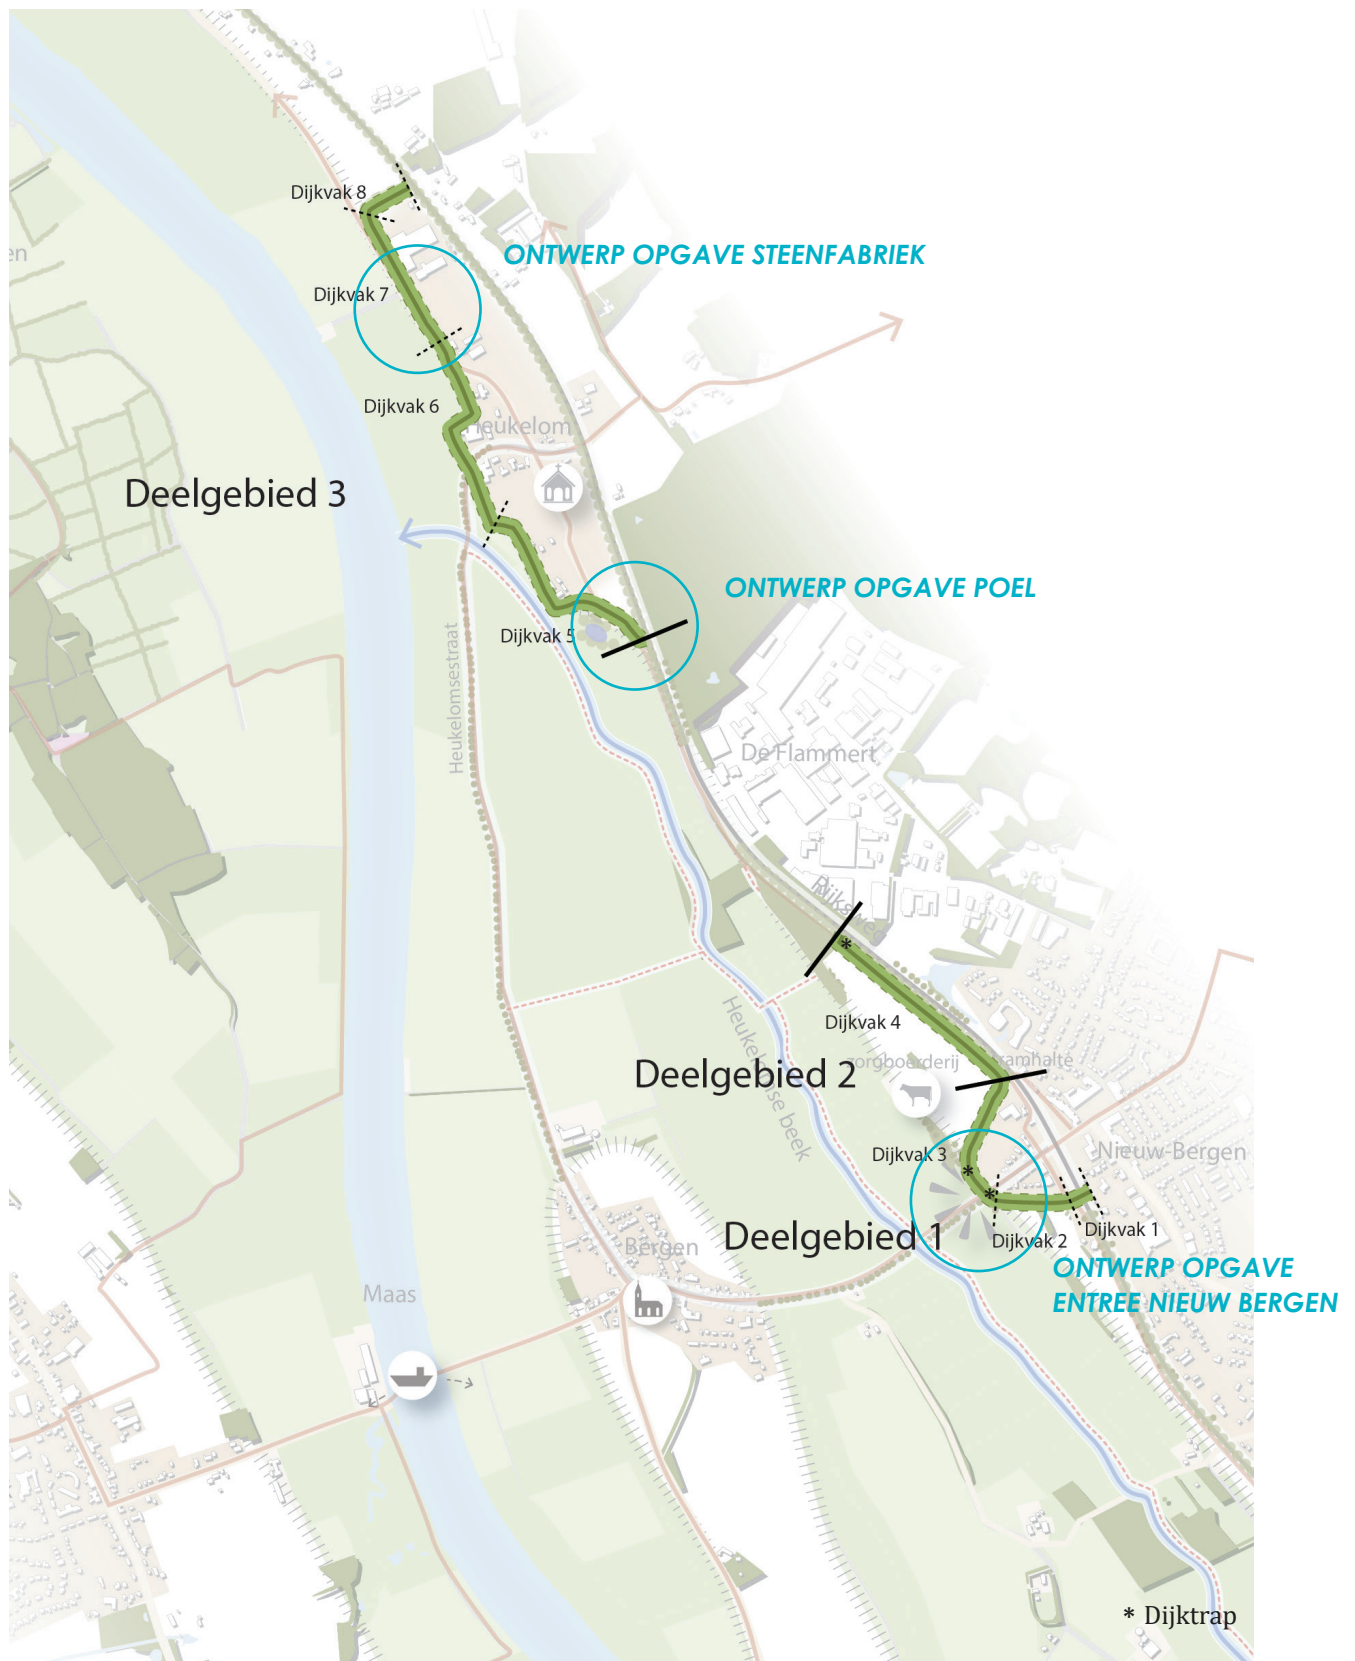 Dijkvak 8
en
ONTWERP OPGAVE STEENFABRIEK
Dijkvak 7
Dijkvak 6
Heukelom
Deelgebied 3
ONTWERP OPGAVE POEL
Dijkvak 5
Heukelomsestraat
De Flammert
Rijksweg
*
Dijkvak 4
Heukelomse beek
zorgboerderij
tramhalte
Deelgebied 2
Dijkvak 3
Nieuw-Bergen
*
*
Deelgebied 1
Dijkvak 2
Dijkvak 1
Bergen
ONTWERP OPGAVE
ENTREE NIEUW BERGEN
Maas
* Dijktrap